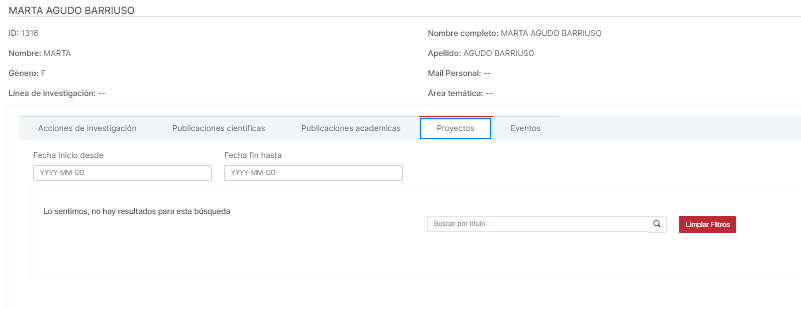 MARTA AGUDO BARRIUSO
ID: 1316
Nombre completo: MARTA AGUDO BARRIUSO
Nombre: MARTA
Apellido: AGUDO BARRIUSO
Género: F
Mail Personal: --
Línea de investigación: --
Área temática: --
Acciones de investigación
Publicaciones científicas
Publicaciones academicas
Proyectos
Eventos
Fecha inicio desde
Fecha fin hasta
YYYY-MM-DD
YYYY-MM-DD
Lo sentimos, no hay resultados para esta búsqueda
Buscar por título
Limpiar Filtros